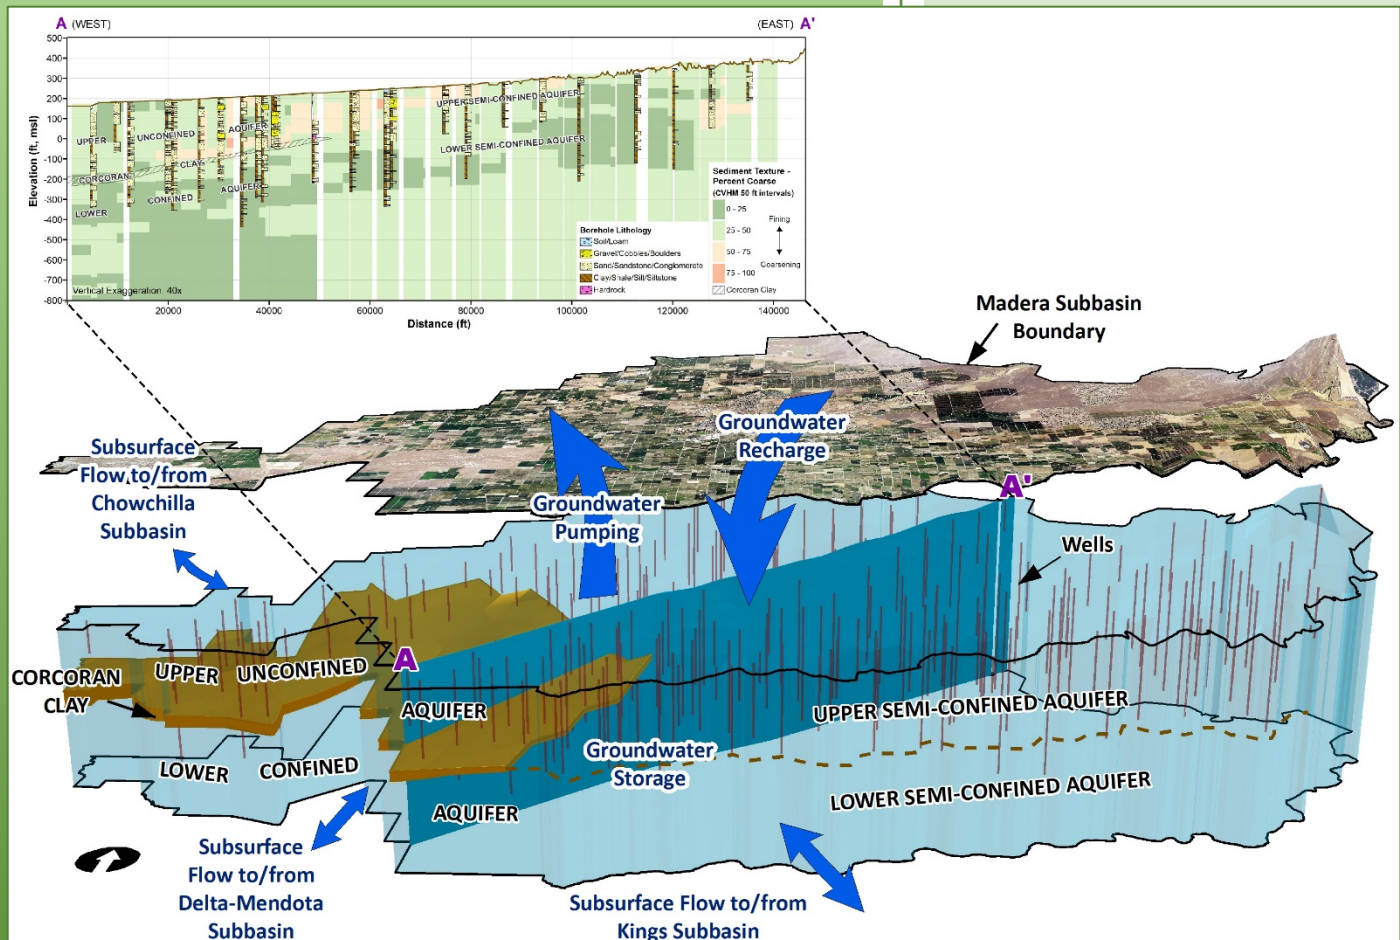 A (WEST)
(EAST) A'
500
400
300
200
100
0
-100
-200
-300
-400
-500
-600
-700
-800
Elevation (ft, msl)
UPPER SEMI-CONFINED AQUIFER
UPPER UNCONFINED AQUIFER
LOWER SEMI-CONFINED AQUIFER
CORCORAN CLAY
LOWER CONFINED AQUIFER
Sediment Texture -
Percent Coarse
(CVHM 50 ft intervals)
0 - 25
25 - 50
50 - 75
75 - 100
Corcoran Clay
Fining
Coarsening
Borehole Lithology
Soil/Loam
Gravel/Cobbles/Boulders
Sand/Sandstone/Conglomerate
Clay/Shale/Silt/Siltstone
Hardrock
Vertical Exaggeration: 40x
20000 40000 60000 80000 100000 120000 140000
Distance (ft)
Madera Subbasin
Boundary
Subsurface
Flow to/from
Chowchilla
Subbasin
Groundwater
Recharge
Groundwater
Pumping
A'
Wells
A
CORCORAN
CLAY
UPPER UNCONFINED
AQUIFER
UPPER SEMI-CONFINED AQUIFER
Groundwater
Storage
LOWER CONFINED
AQUIFER
LOWER SEMI-CONFINED AQUIFER
Subsurface
Flow to/from
Delta-Mendota
Subbasin
Subsurface Flow to/from
Kings Subbasin